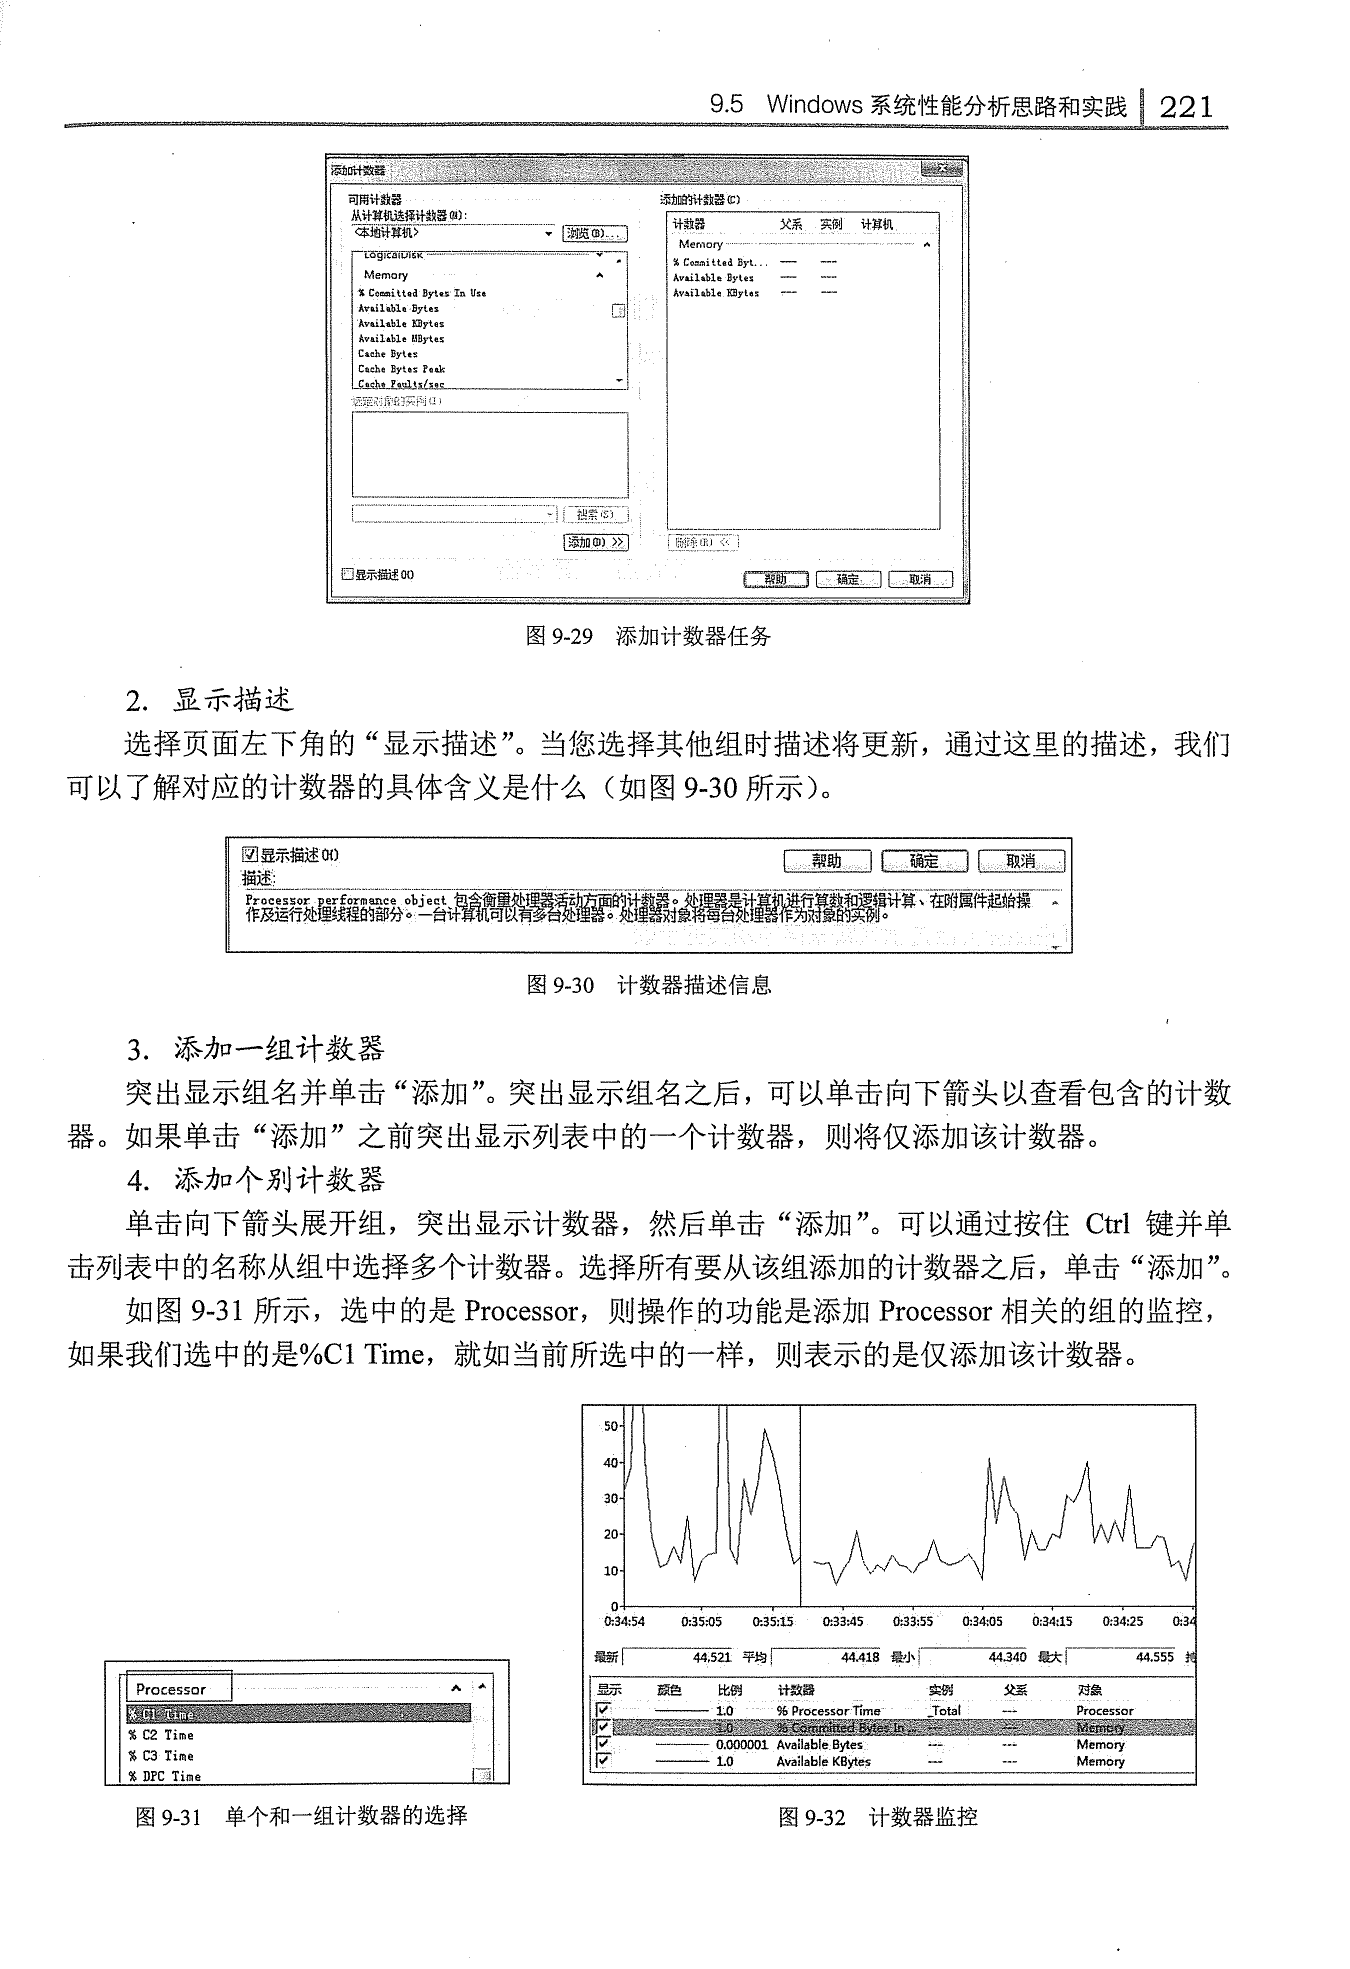 9.5 Windows 系统性能分析思路和实践 221
添加计数器
可用计数器
从计算机选择计数器(N):
<本地计算机>
浏览(B)...
LogicalDisk
Memory
% Committed Bytes In Use
Available Bytes
Available KBytes
Available MBytes
Cache Bytes
Cache Bytes Peak
Cache Faults/sec
选定对象的实例(I)
搜索(S)
添加(D) >>
添加的计数器(C)
计数器 父系 实例 计算机
Memory
% Committed Byt... --- ---
Available Bytes --- ---
Available KBytes --- ---
删除(R) <<
显示描述(X)
帮助 确定 取消
图 9-29 添加计数器任务
2. 显示描述
选择页面左下角的“显示描述”。当您选择其他组时描述将更新，通过这里的描述，我们
可以了解对应的计数器的具体含义是什么（如图 9-30 所示）。
显示描述(X)
帮助 确定 取消
描述:
Processor performance object 包含衡量处理器活动方面的计数器。处理器是计算机进行算数和逻辑计算、在附属件起始操
作及运行处理线程的部分。一台计算机可以有多台处理器。处理器对象将每台处理器作为对象的实例。
图 9-30 计数器描述信息
3. 添加一组计数器
突出显示组名并单击“添加”。突出显示组名之后，可以单击向下箭头以查看包含的计数
器。如果单击“添加”之前突出显示列表中的一个计数器，则将仅添加该计数器。
4. 添加个别计数器
单击向下箭头展开组，突出显示计数器，然后单击“添加”。可以通过按住 Ctrl 键并单
击列表中的名称从组中选择多个计数器。选择所有要从该组添加的计数器之后，单击“添加”。
如图 9-31 所示，选中的是 Processor，则操作的功能是添加 Processor 相关的组的监控，
如果我们选中的是%C1 Time，就如当前所选中的一样，则表示的是仅添加该计数器。
Processor
% C1 Time
% C2 Time
% C3 Time
% DPC Time
图 9-31 单个和一组计数器的选择
50
40
30
20
10
0
0:34:54 0:35:05 0:35:15 0:33:45 0:33:55 0:34:05 0:34:15 0:34:25 0:34
最新 44.521 平均 44.418 最小 44.340 最大 44.555 持
显示 颜色 比例 计数器 实例 父系 对象
1.0 % Processor Time _Total --- Processor
1.0 % Committed Bytes In ... --- --- Memory
0.000001 Available Bytes --- --- Memory
1.0 Available KBytes --- --- Memory
图 9-32 计数器监控